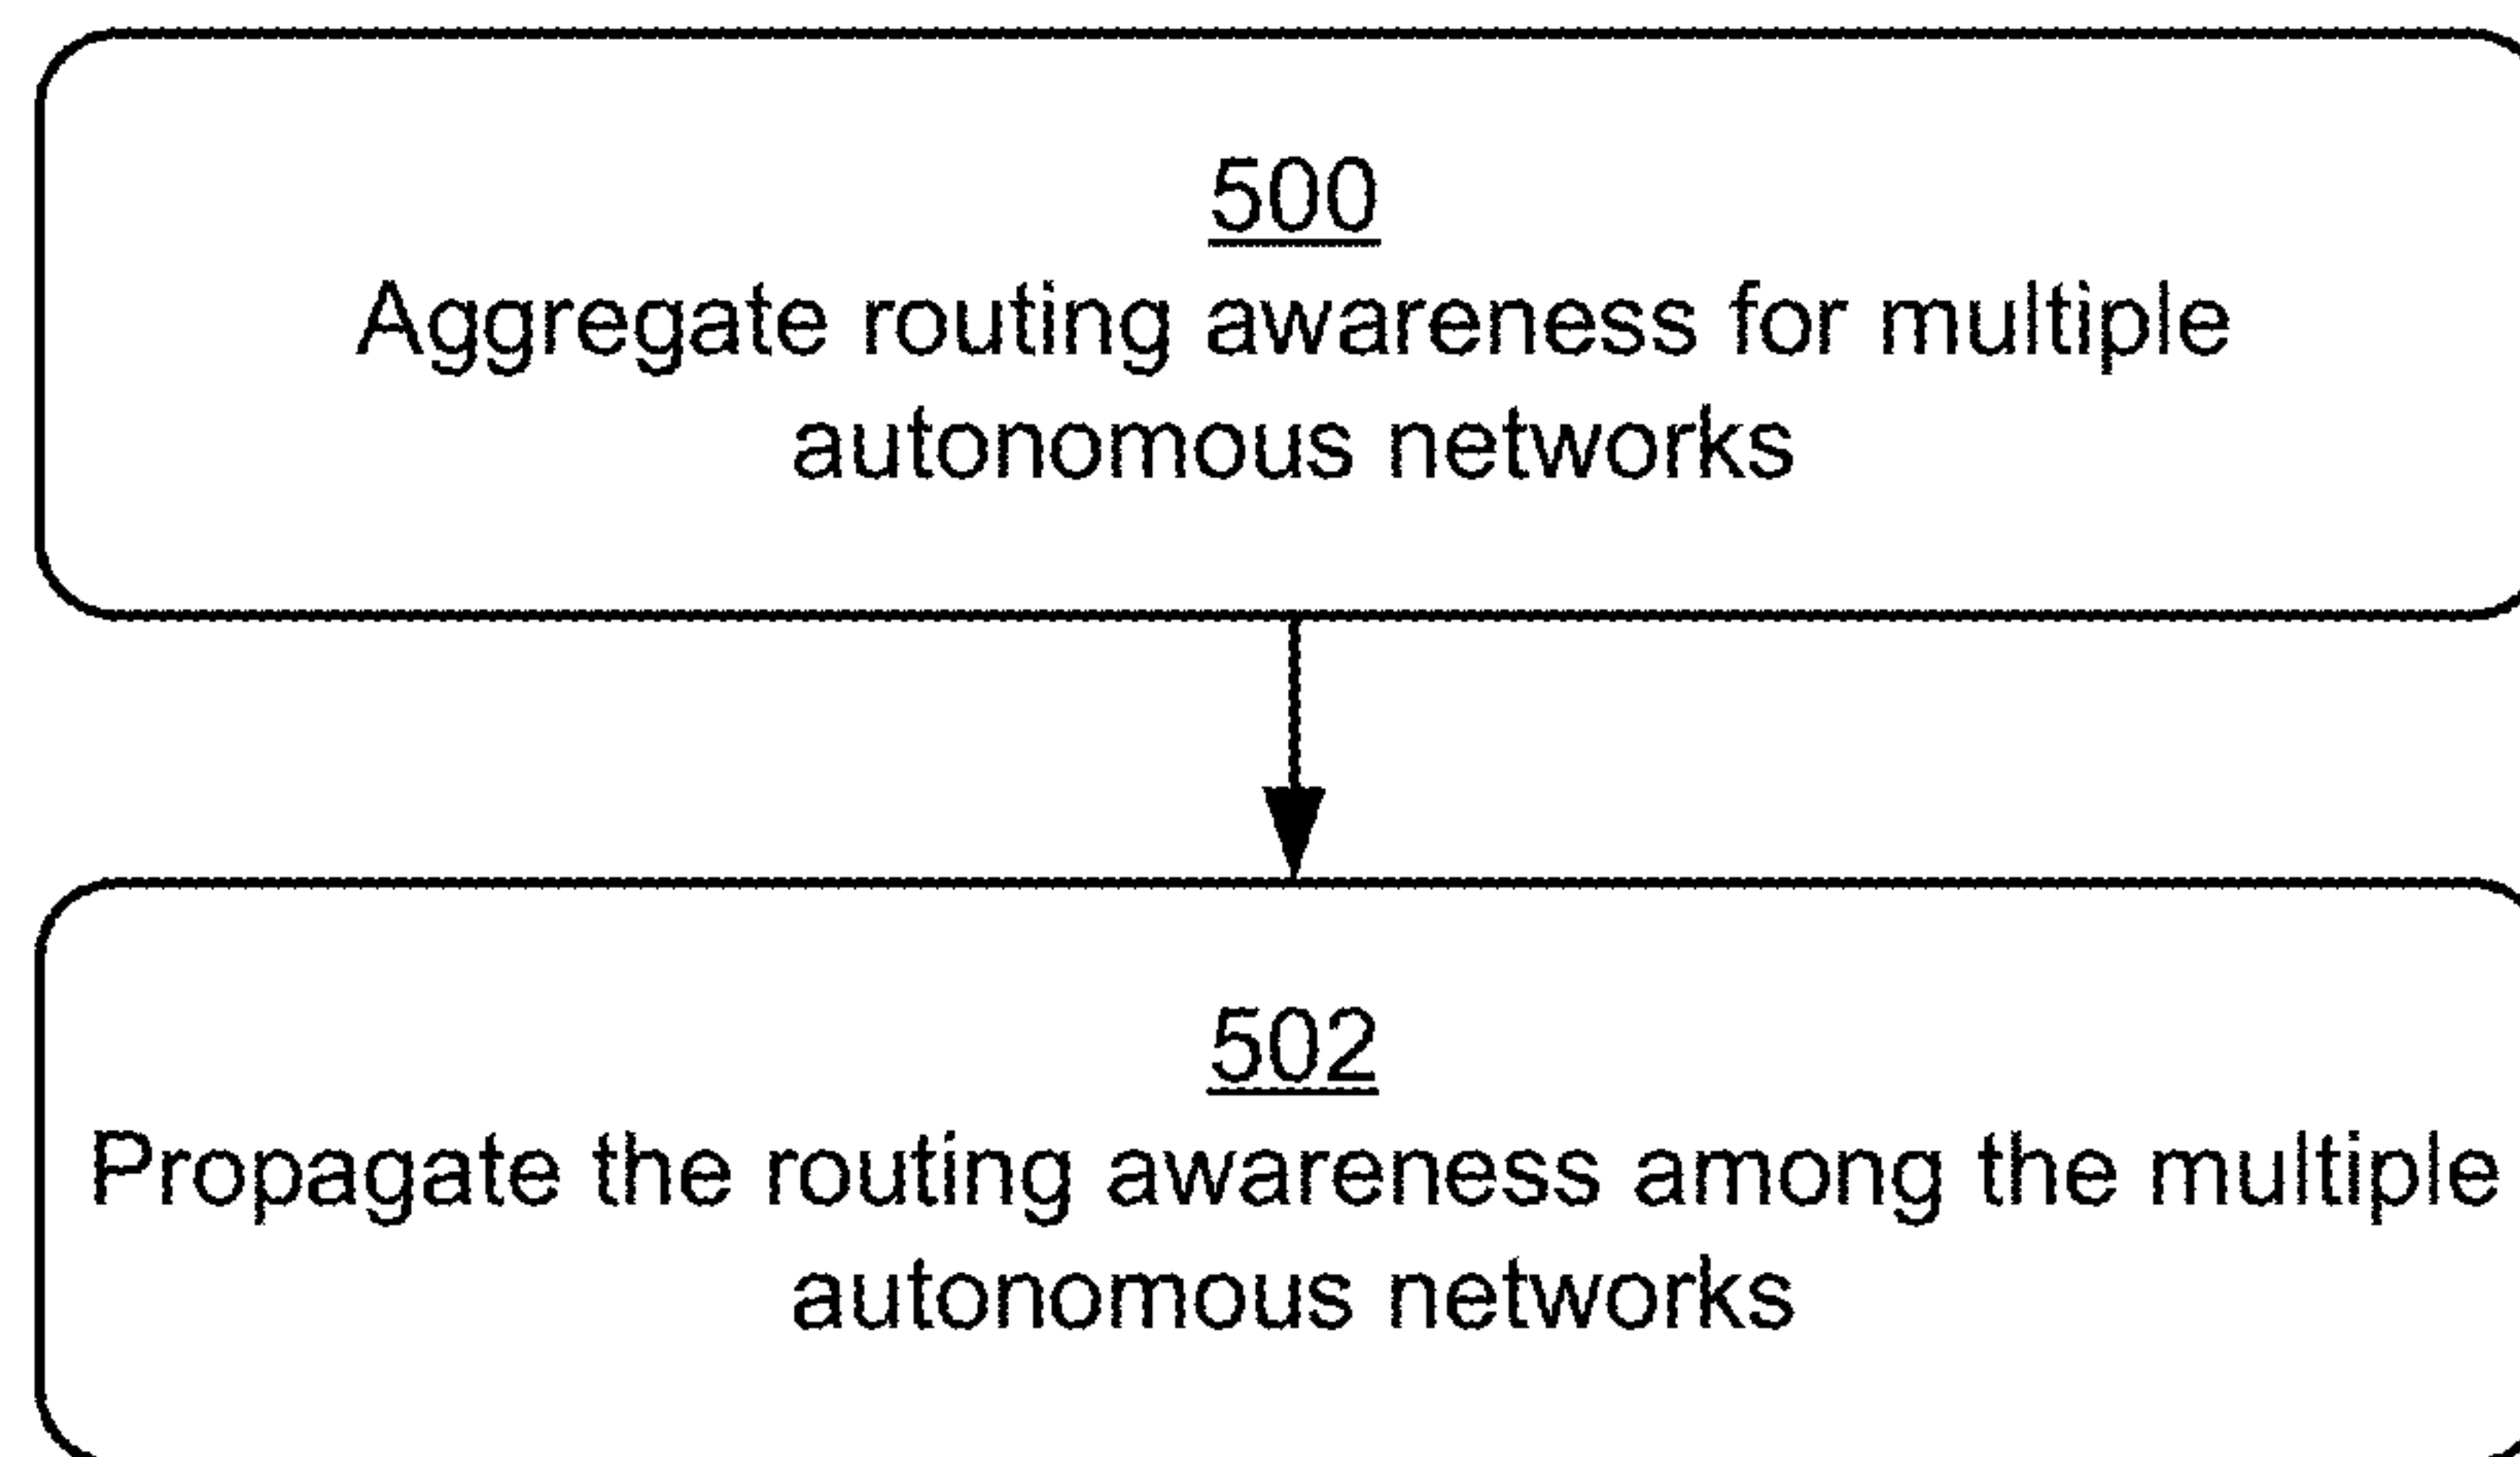 500
Aggregate routing awareness for multiple
autonomous networks
502
Propagate the routing awareness among the multiple
autonomous networks